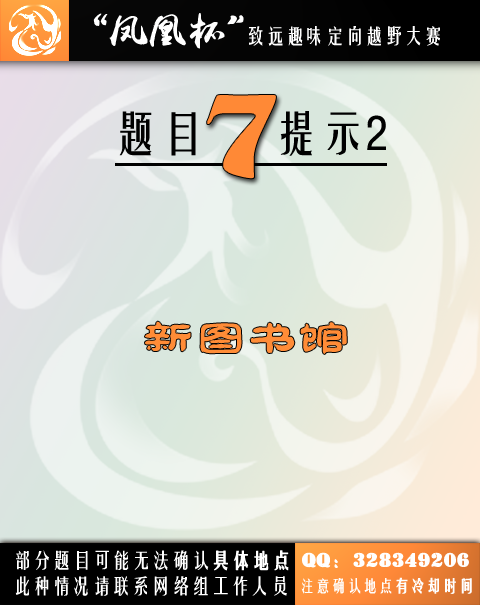 “凤凰杯”致远趣味定向越野大赛
题目7提示2
新图书馆
部分题目可能无法确认具体地点
此种情况请联系网络组工作人员
QQ：328349206
注意确认地点有冷却时间